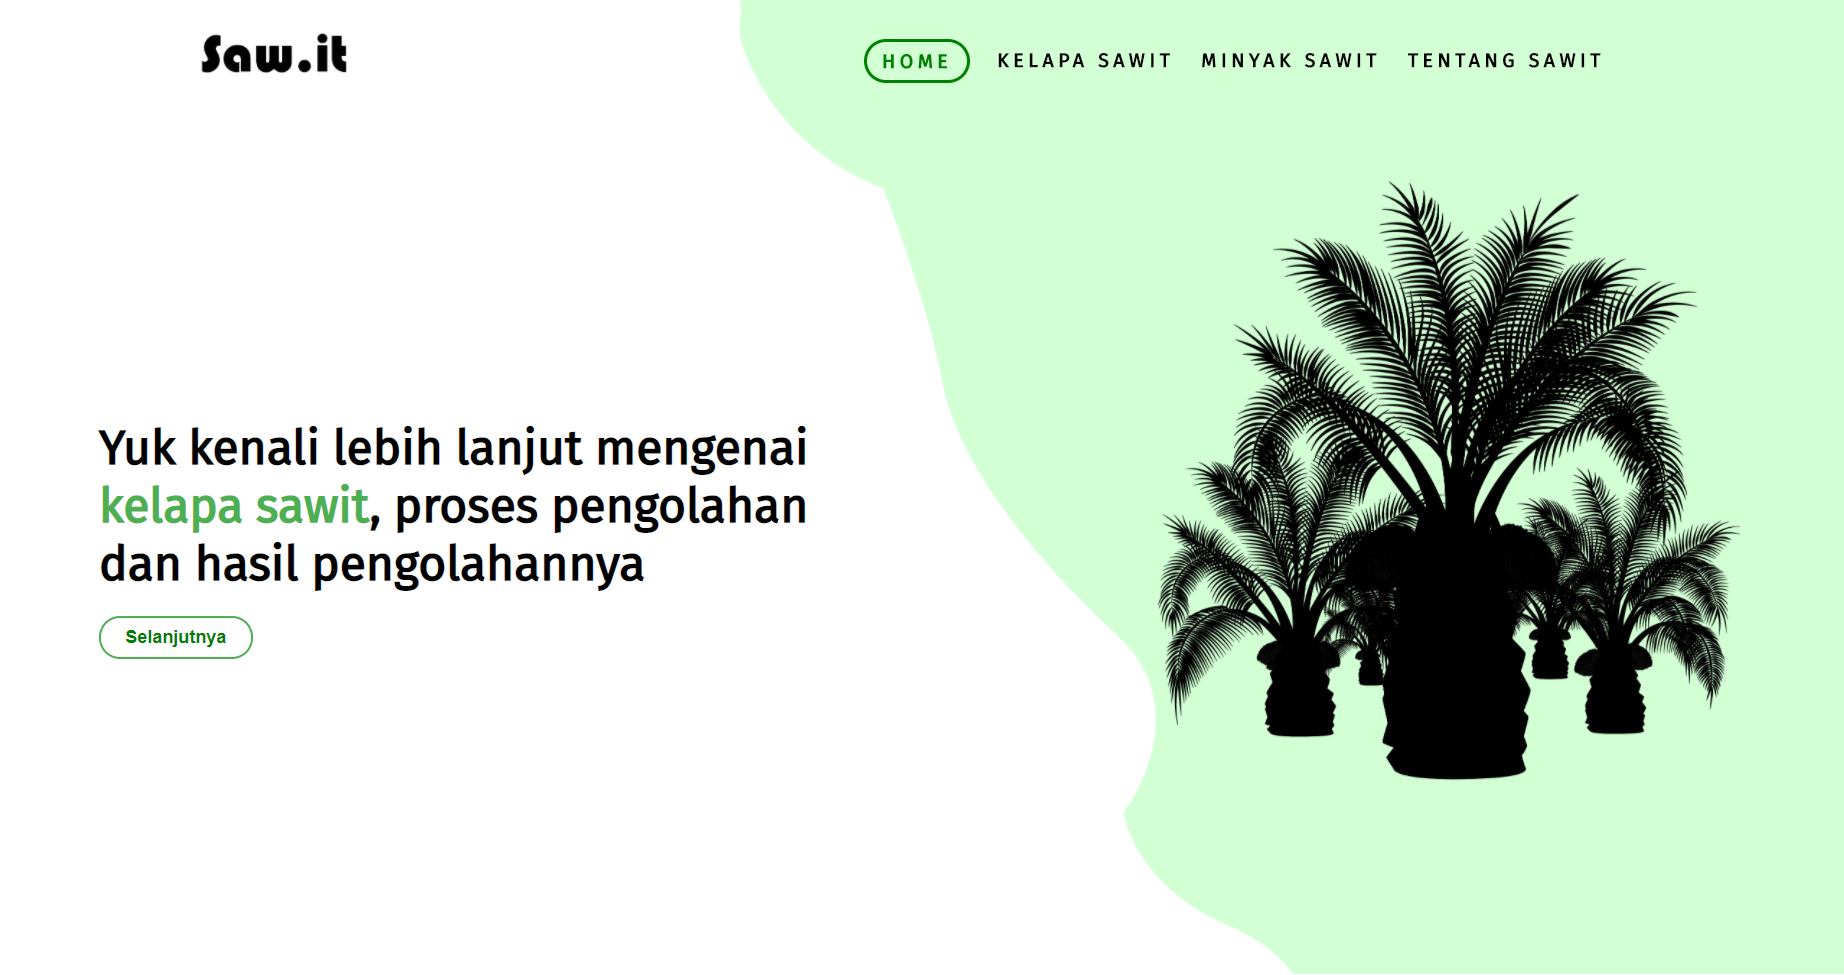 Saw.it
HOME
KELAPA SAWIT
MINYAK SAWIT
TENTANG SAWIT
Yuk kenali lebih lanjut mengenai
kelapa sawit, proses pengolahan
dan hasil pengolahannya
Selanjutnya